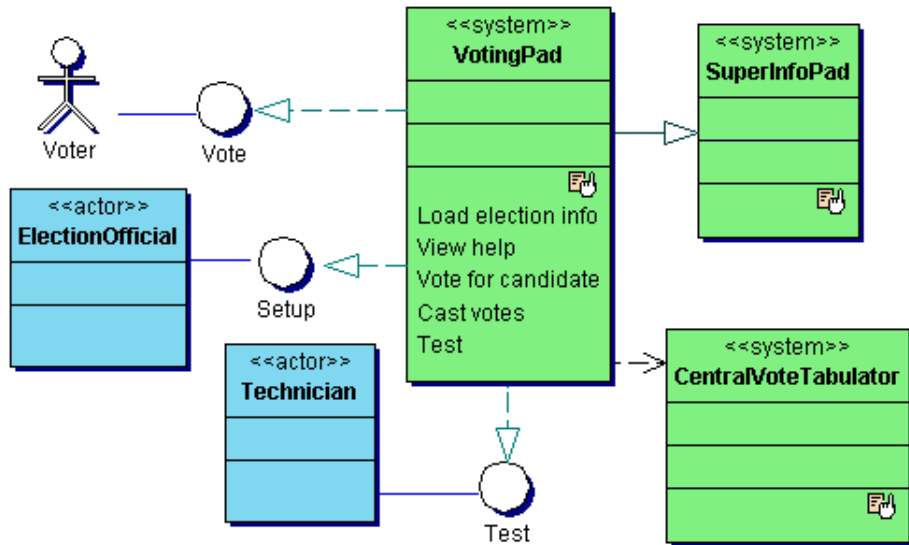 <<system>>
VotingPad
<<system>>
SuperInfoPad
Voter
Vote
Load election info
View help
Vote for candidate
Cast votes
Test
<<actor>>
ElectionOfficial
Setup
<<actor>>
Technician
<<system>>
CentralVoteTabulator
Test